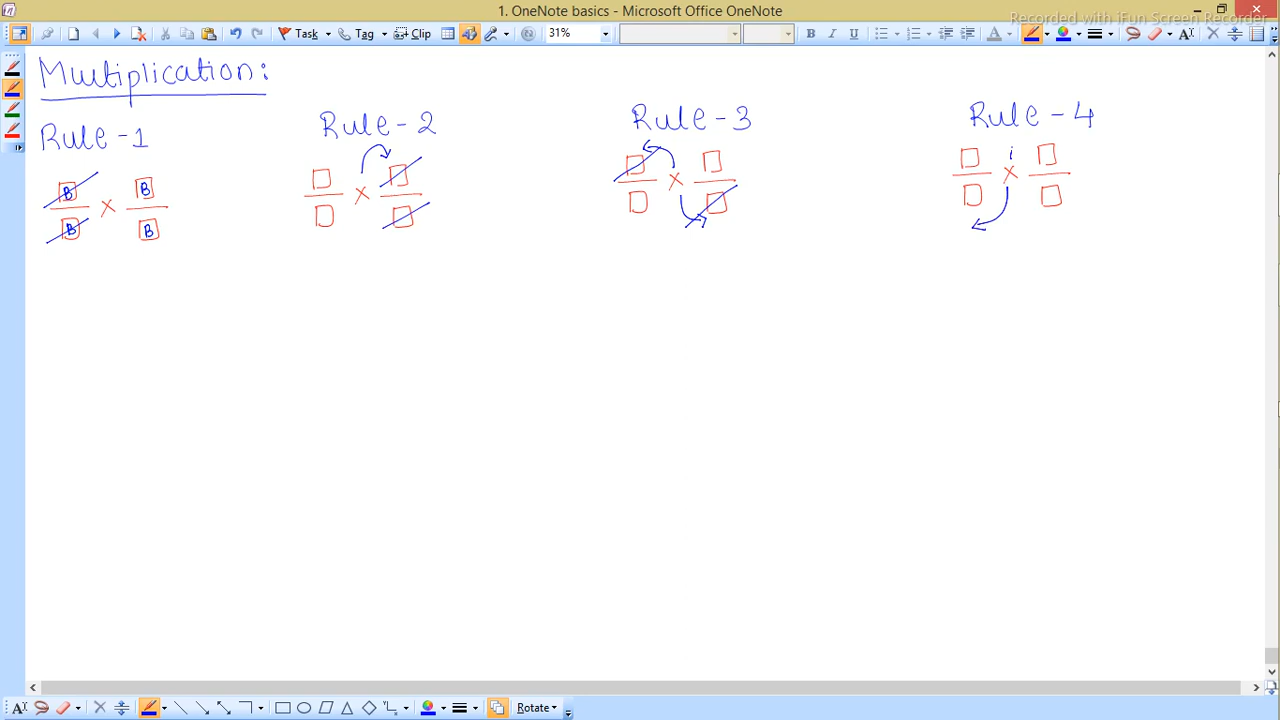 1. OneNote basics - Microsoft Office OneNote
Recorded with iFun Screen Recorder
Task Tag Clip 31% B I U
Multiplication:
Rule-1
Rule-2
Rule-3
Rule-4
B × B
B B
×
×
×
Rotate